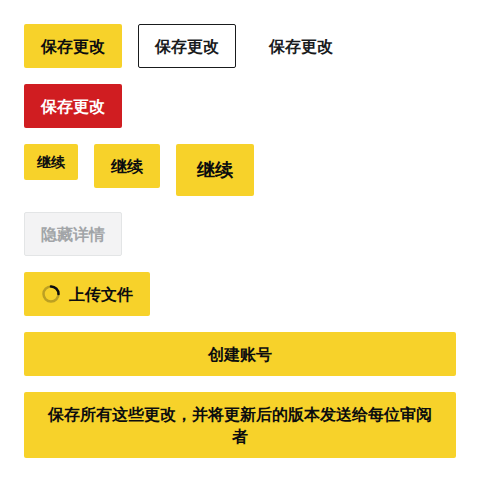 保存更改 保存更改 保存更改
保存更改
继续 继续 继续
隐藏详情
上传文件
创建账号
保存所有这些更改，并将更新后的版本发送给每位审阅
者